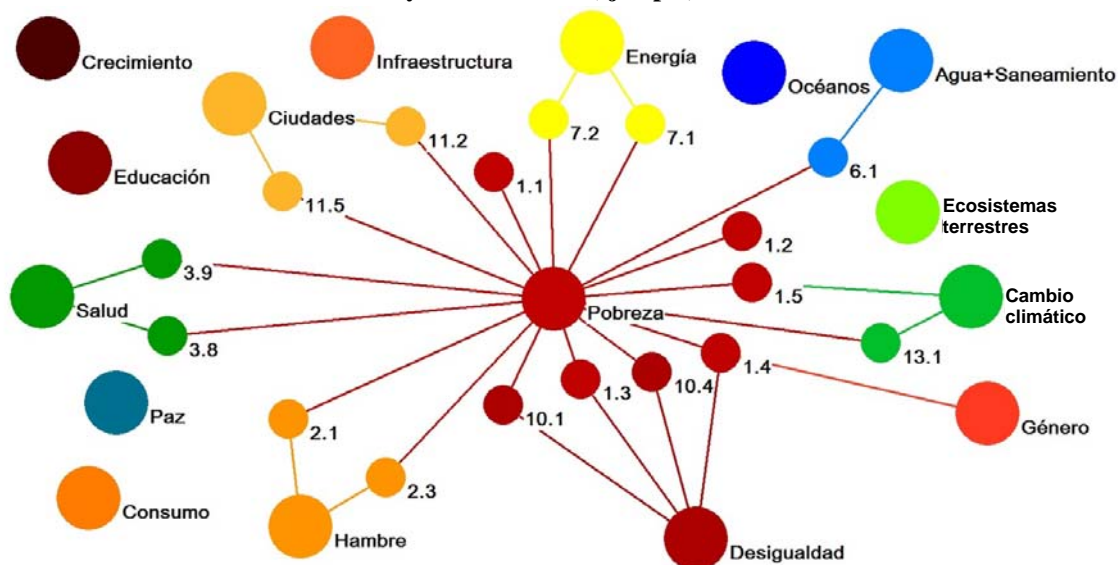 Crecimiento
Infraestructura
Energía
Océanos
Agua+Saneamiento
Ciudades
11.2
7.2
7.1
6.1
Educación
1.1
11.5
Ecosistemas
terrestres
1.2
3.9
1.5
Salud
Pobreza
Cambio
climático
3.8
13.1
1.4
1.3
10.4
10.1
Paz
2.1
Género
2.3
Consumo
Hambre
Desigualdad